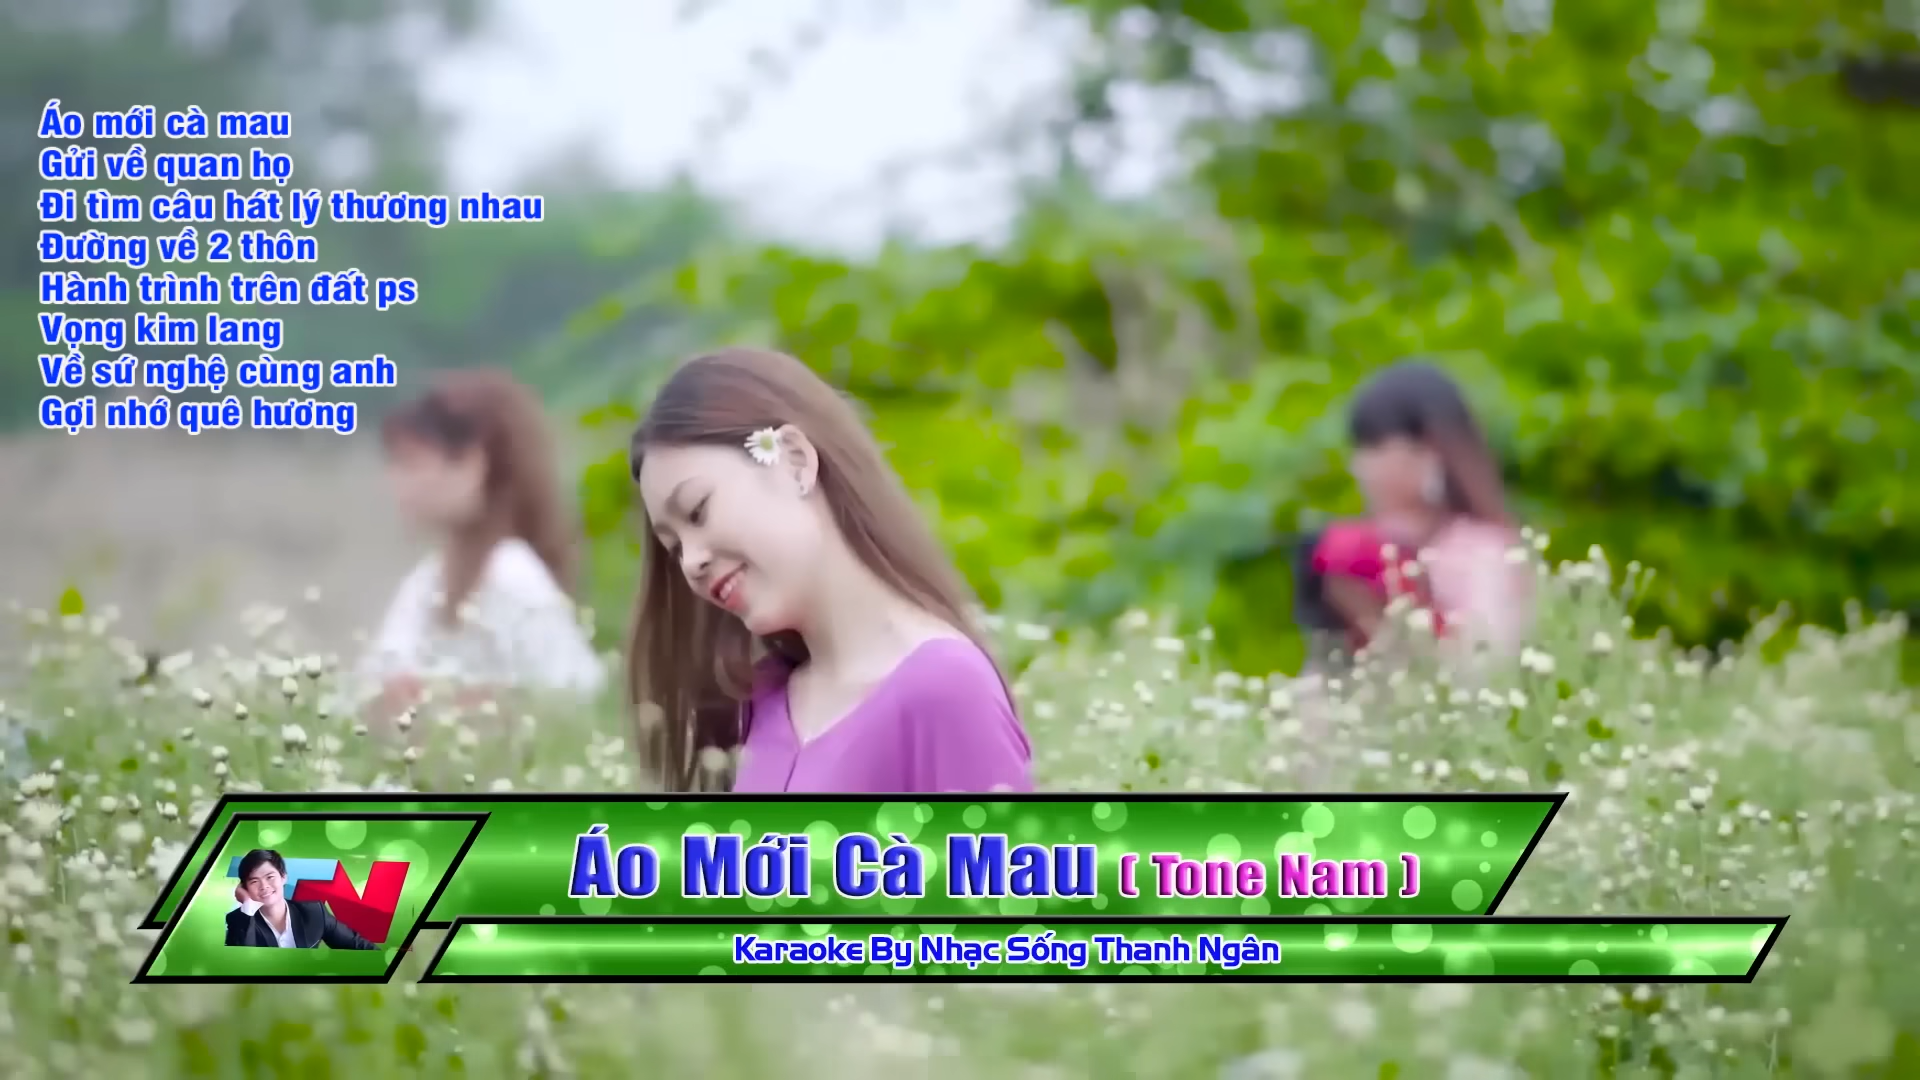 Áo mới cà mau
Gửi về quan họ
Đi tìm câu hát lý thương nhau
Đường về 2 thôn
Hành trình trên đất ps
Vọng kim lang
Về sứ nghệ cùng anh
Gợi nhớ quê hương
TN
Áo Mới Cà Mau ( Tone Nam )
Karaoke By Nhạc Sống Thanh Ngân